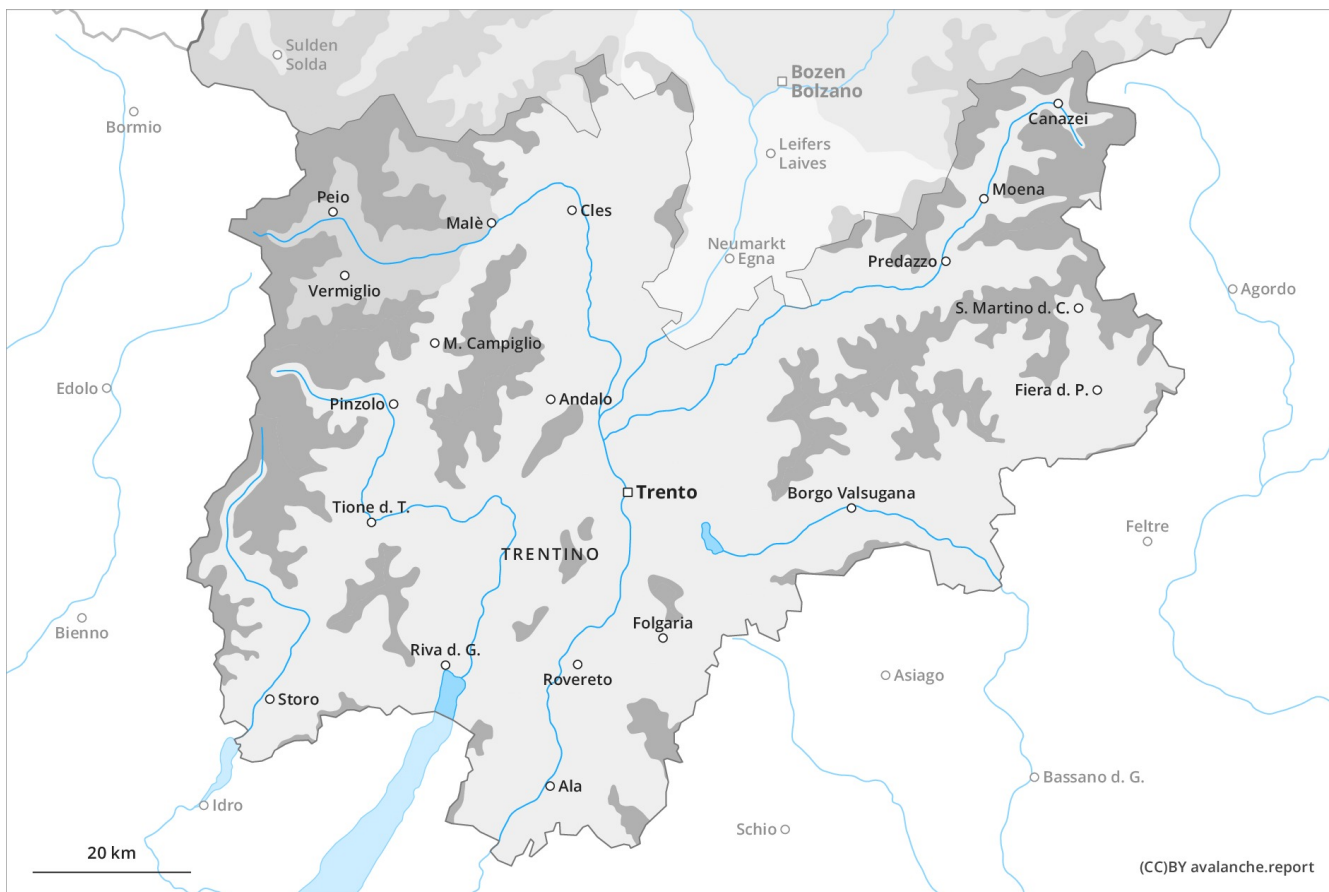 Sulden
Solda
Bormio
Bozen
Bolzano
Canazei
Leifers
Laives
Peio
Malè
Cles
Moena
Neumarkt
Egna
Predazzo
Vermiglio
Agordo
S. Martino d. C.
M. Campiglio
Edolo
Pinzolo
Andalo
Fiera d. P.
Trento
Borgo Valsugana
Tione d. T.
Feltre
TRENTINO
Bienno
Folgaria
Riva d. G.
Rovereto
Asiago
Storo
Idro
Ala
Bassano d. G.
Schio
20 km
(CC)BY avalanche.report